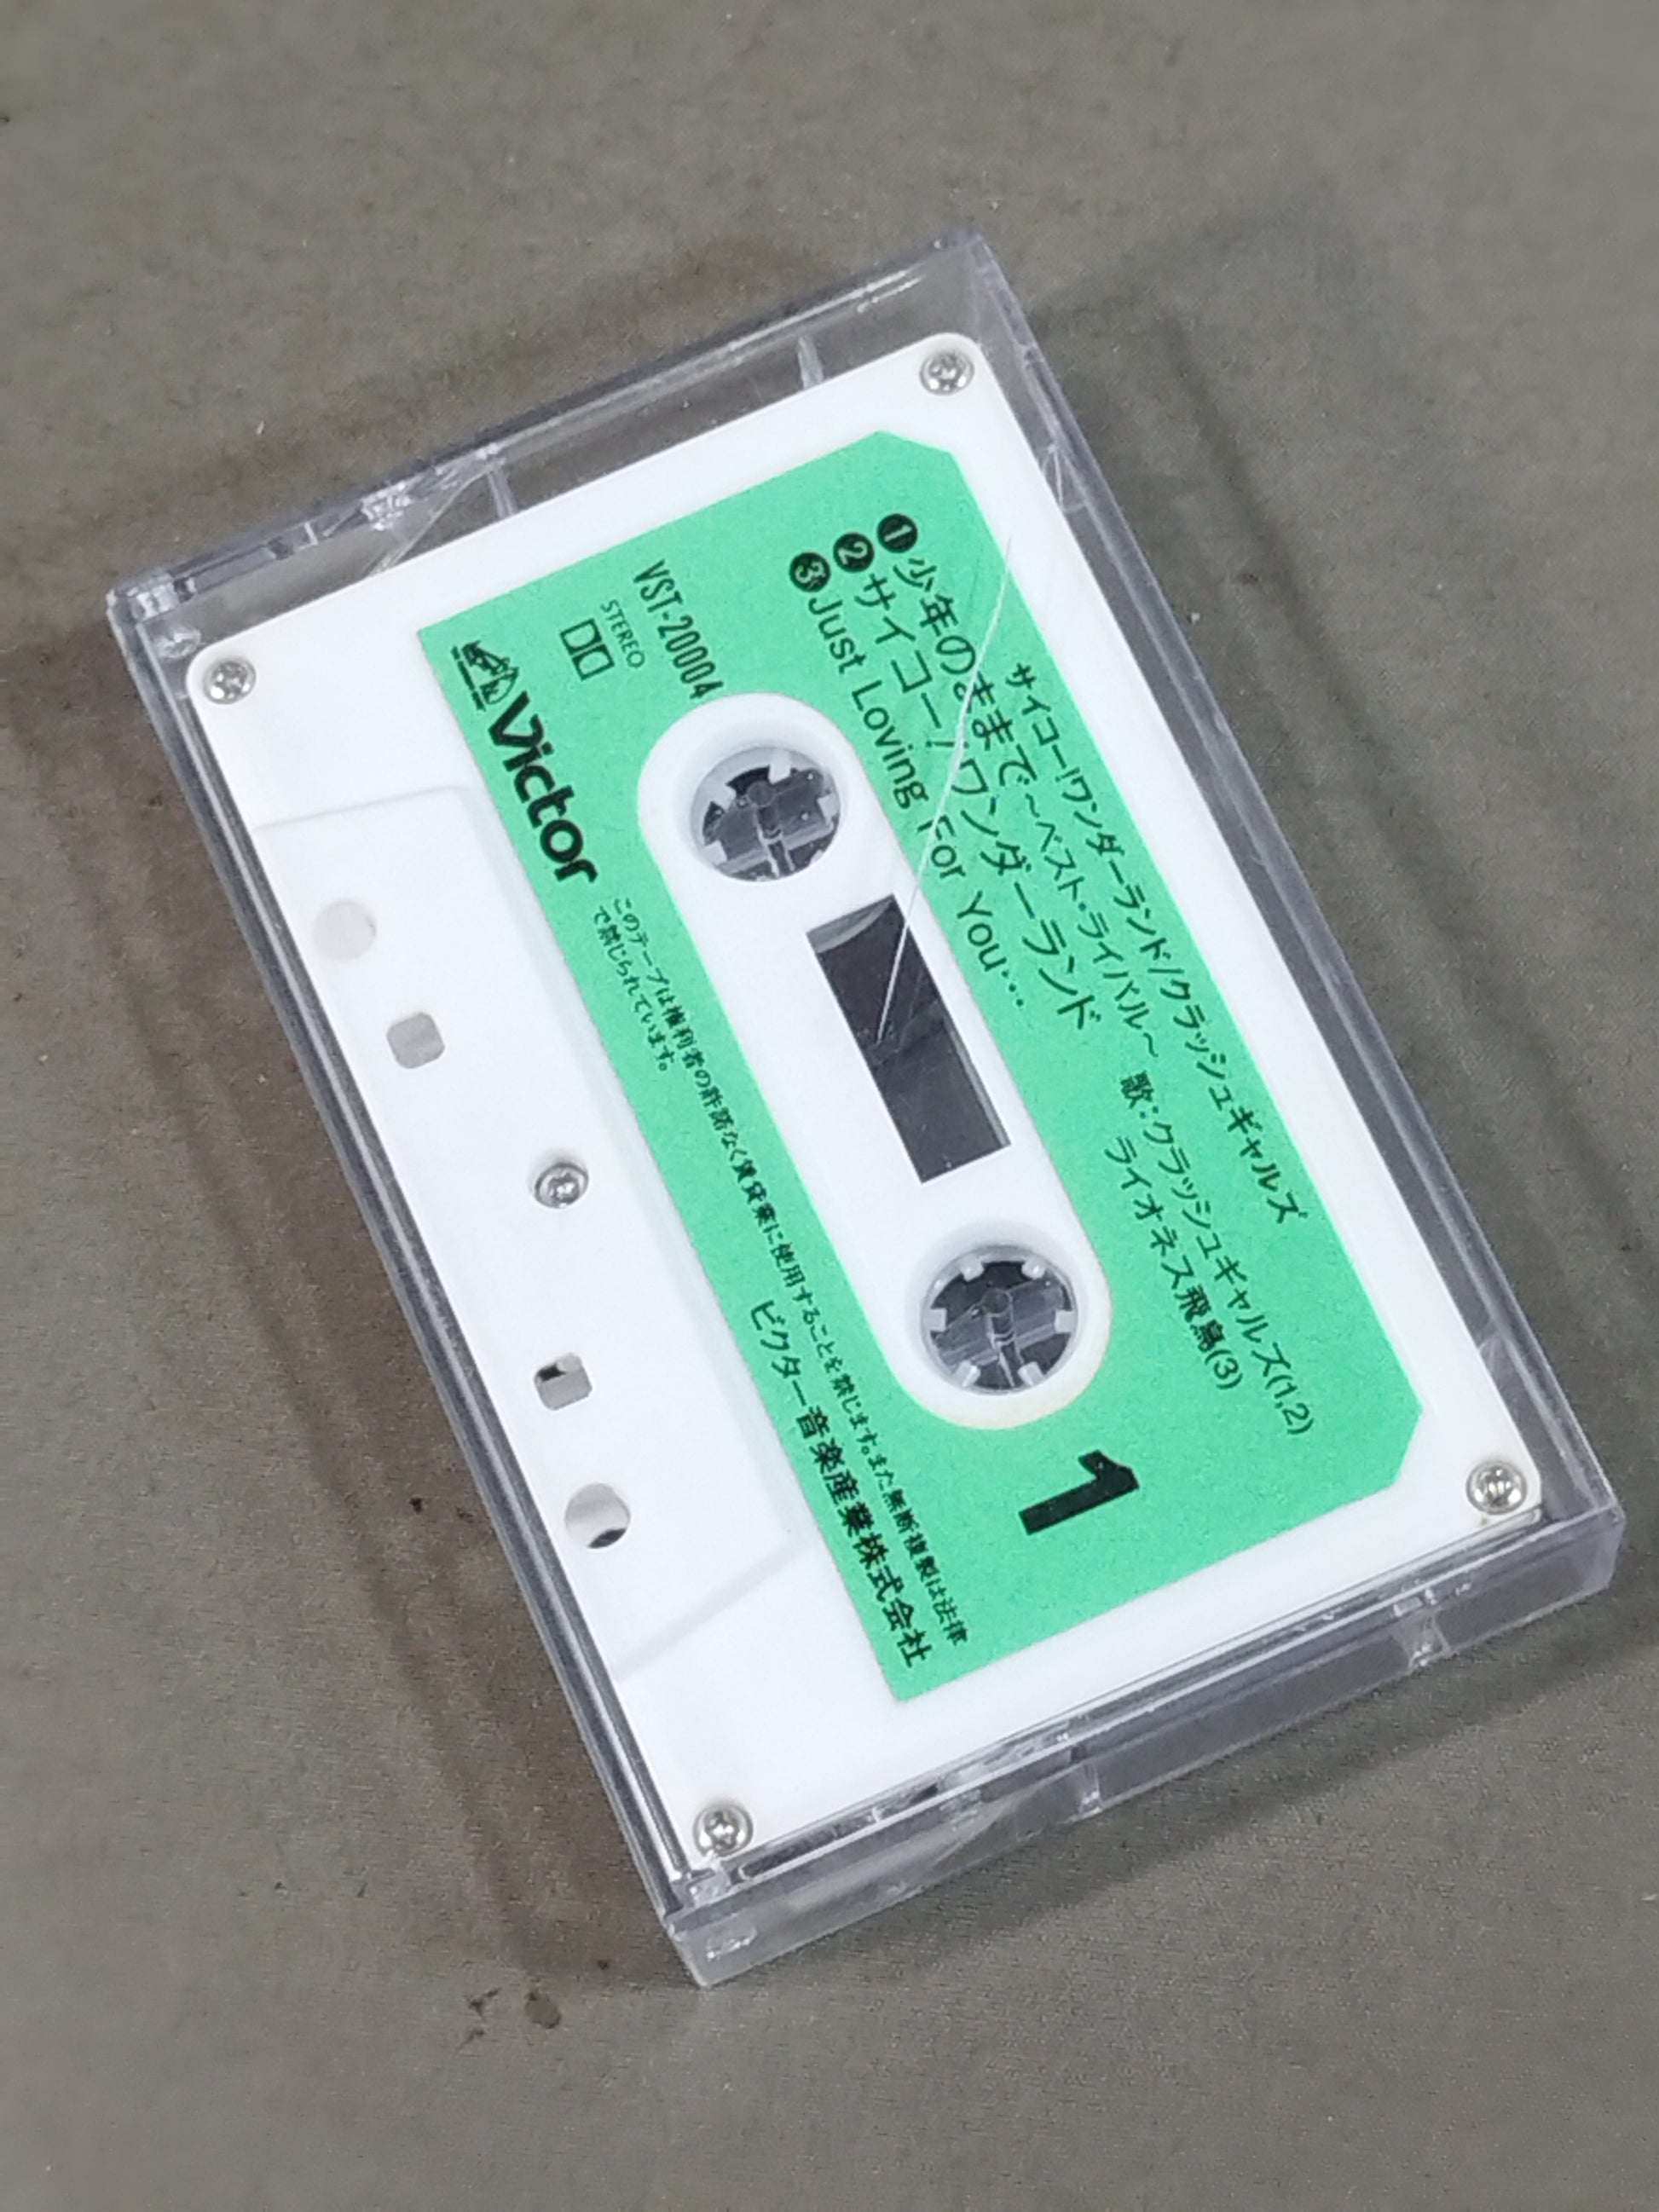 サイコー!ワンダーランド/クラッシュギャルズ
❶少年のままで〜ベスト・ライバル〜
❷サイコー!ワンダーランド
❸Just Loving For You…
歌:クラッシュギャルズ(1,2)
ライオネス飛鳥(3)
VST-20004
STEREO
1
Victor
このテープは権利者の許諾なく賃貸業に使用することを禁じます。また無断複製は法律
で禁じられています。
ビクター音楽産業株式会社